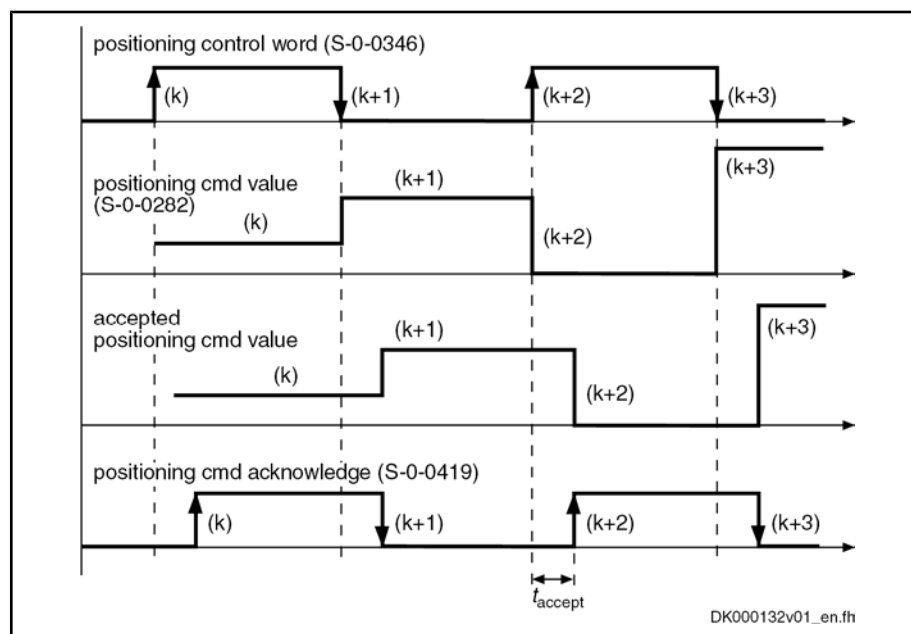 positioning control word (S-0-0346)
(k)
(k+1)
(k+2)
(k+3)
positioning cmd value
(S-0-0282)
(k)
(k+1)
(k+2)
(k+3)
accepted
positioning cmd value
(k)
(k+1)
(k+2)
(k+3)
positioning cmd acknowledge (S-0-0419)
(k)
(k+1)
(k+2)
(k+3)
taccept
DK000132v01_en.fh